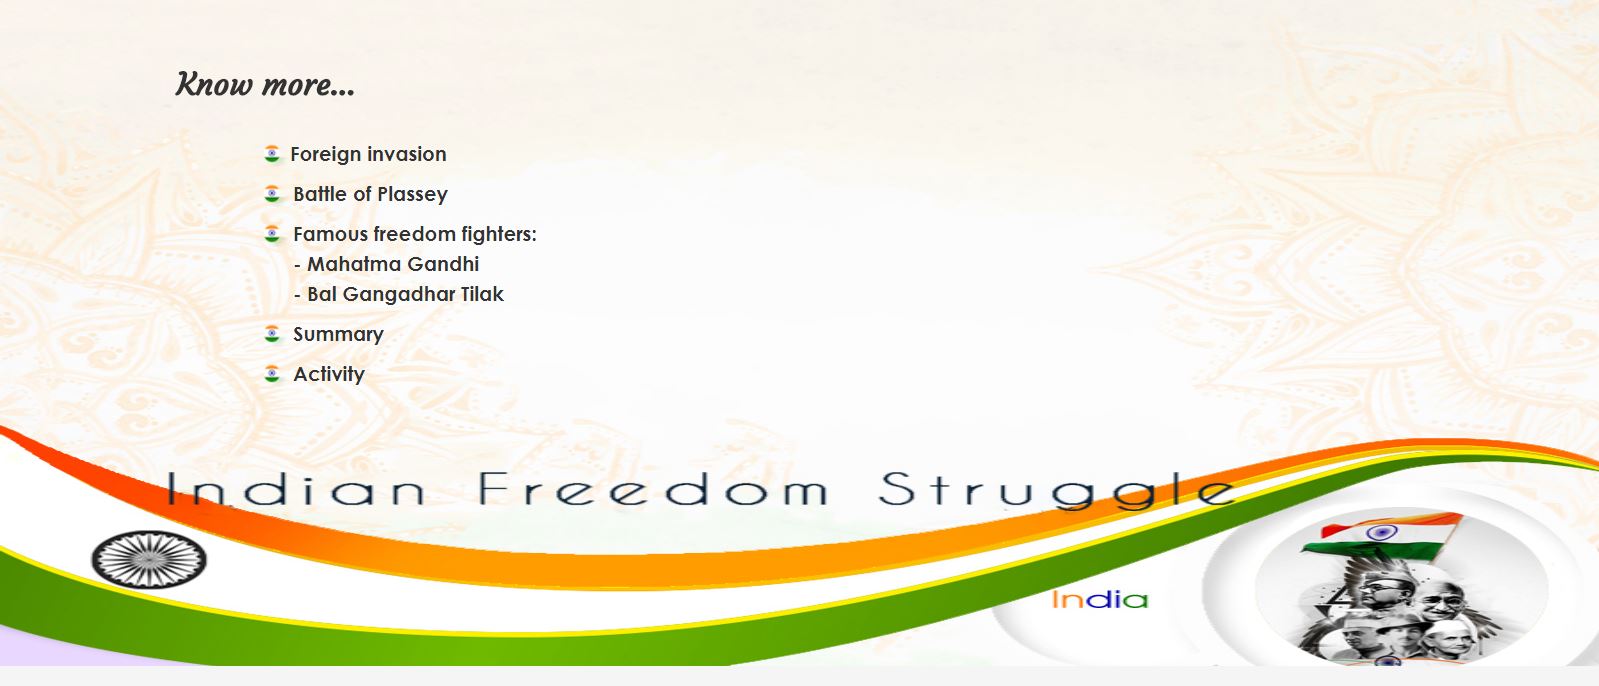 Know more...
Foreign invasion
Battle of Plassey
Famous freedom fighters:
- Mahatma Gandhi
- Bal Gangadhar Tilak
Summary
Activity
Indian Freedom Struggle
India